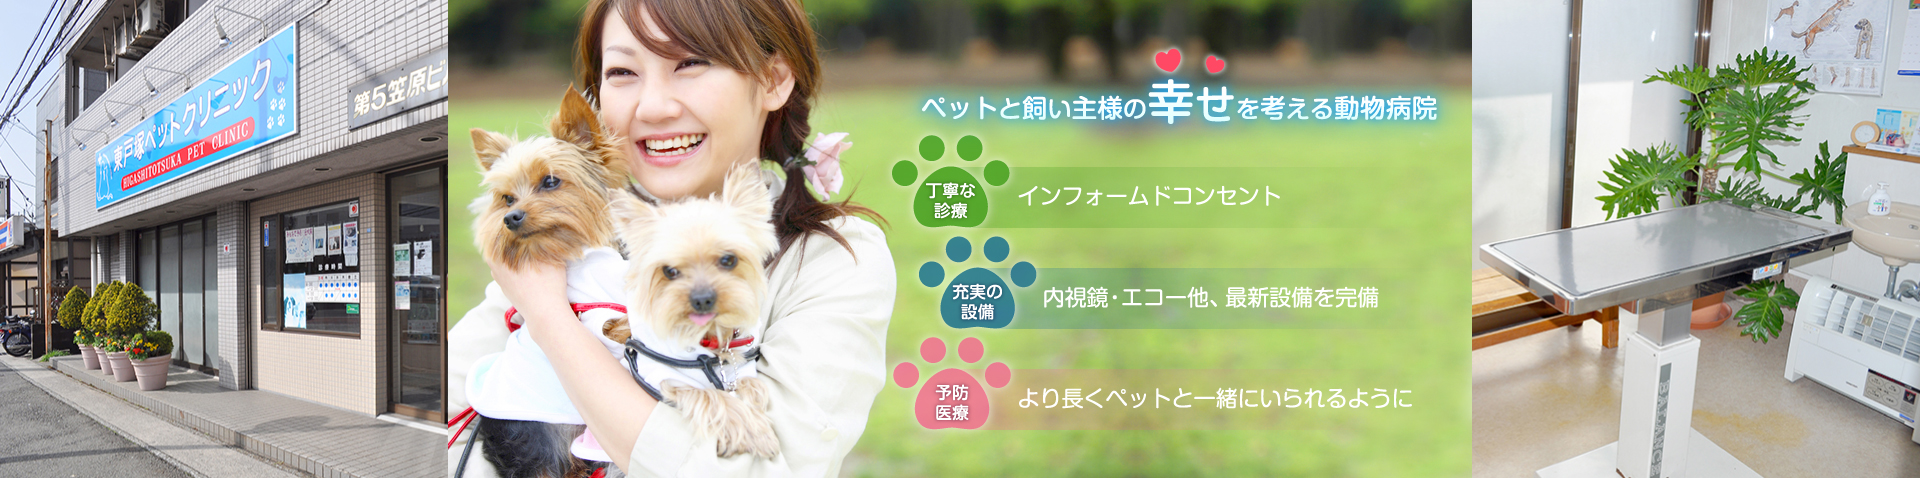 東戸塚ペットクリニック
HIGASHITOTSUKA PET CLINIC
第5笠原ビ
診療時間
ペットと飼い主様の幸せを考える動物病院
丁寧な
診療
インフォームドコンセント
充実の
設備
内視鏡・エコー他、最新設備を完備
予防
医療
より長くペットと一緒にいられるように